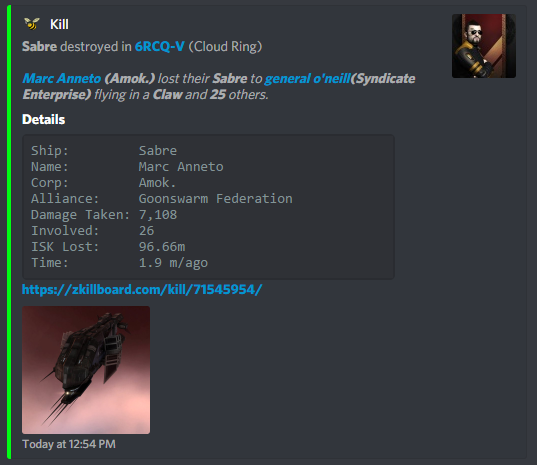 Kill
Sabre destroyed in 6RCQ-V (Cloud Ring)
Marc Anneto (Amok.) lost their Sabre to general o'neill(Syndicate
Enterprise) flying in a Claw and 25 others.
Details
Ship: Sabre
Name: Marc Anneto
Corp: Amok.
Alliance: Goonswarm Federation
Damage Taken: 7,108
Involved: 26
ISK Lost: 96.66m
Time: 1.9 m/ago
https://zkillboard.com/kill/71545954/
Today at 12:54 PM